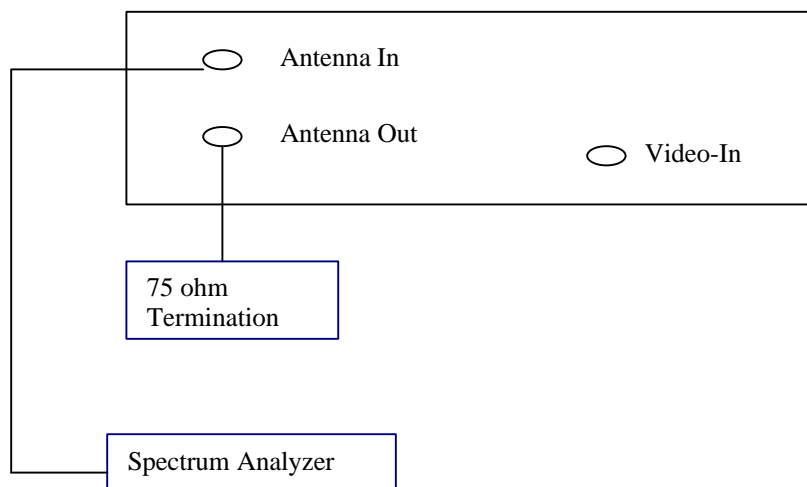 Antenna In
Antenna Out
Video-In
75 ohm
Termination
Spectrum Analyzer